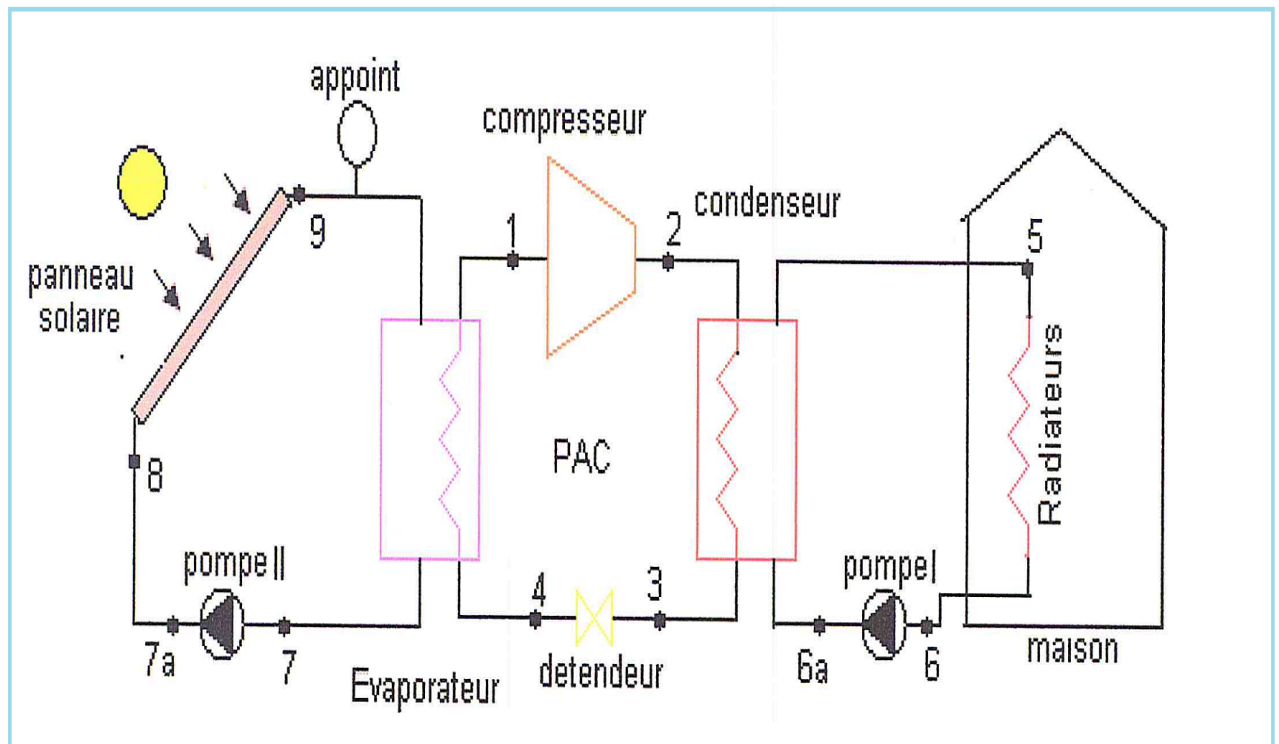 appoint
compresseur
condenseur
9
1
2
5
panneau
solaire
PAC
Radiateurs
8
pompe II
pompe I
4
3
7a
7
6a
6
Evaporateur
detendeur
maison